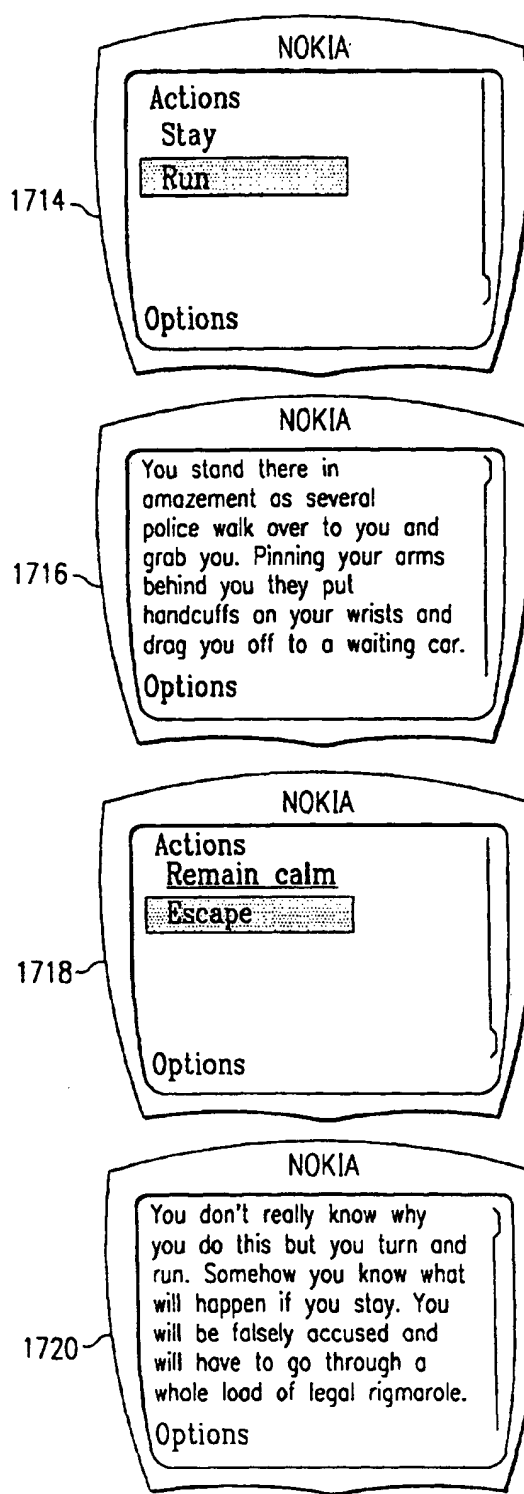 NOKIA
Actions
Stay
Run
1714
Options
NOKIA
You stand there in
amazement as several
police walk over to you and
grab you. Pinning your arms
1716
behind you they put
handcuffs on your wrists and
drag you off to a waiting car.
Options
NOKIA
Actions
Remain calm
Escape
1718
Options
NOKIA
You don't really know why
you do this but you turn and
run. Somehow you know what
will happen if you stay. You
1720
will be falsely accused and
will have to go through a
whole load of legal rigmarole.
Options